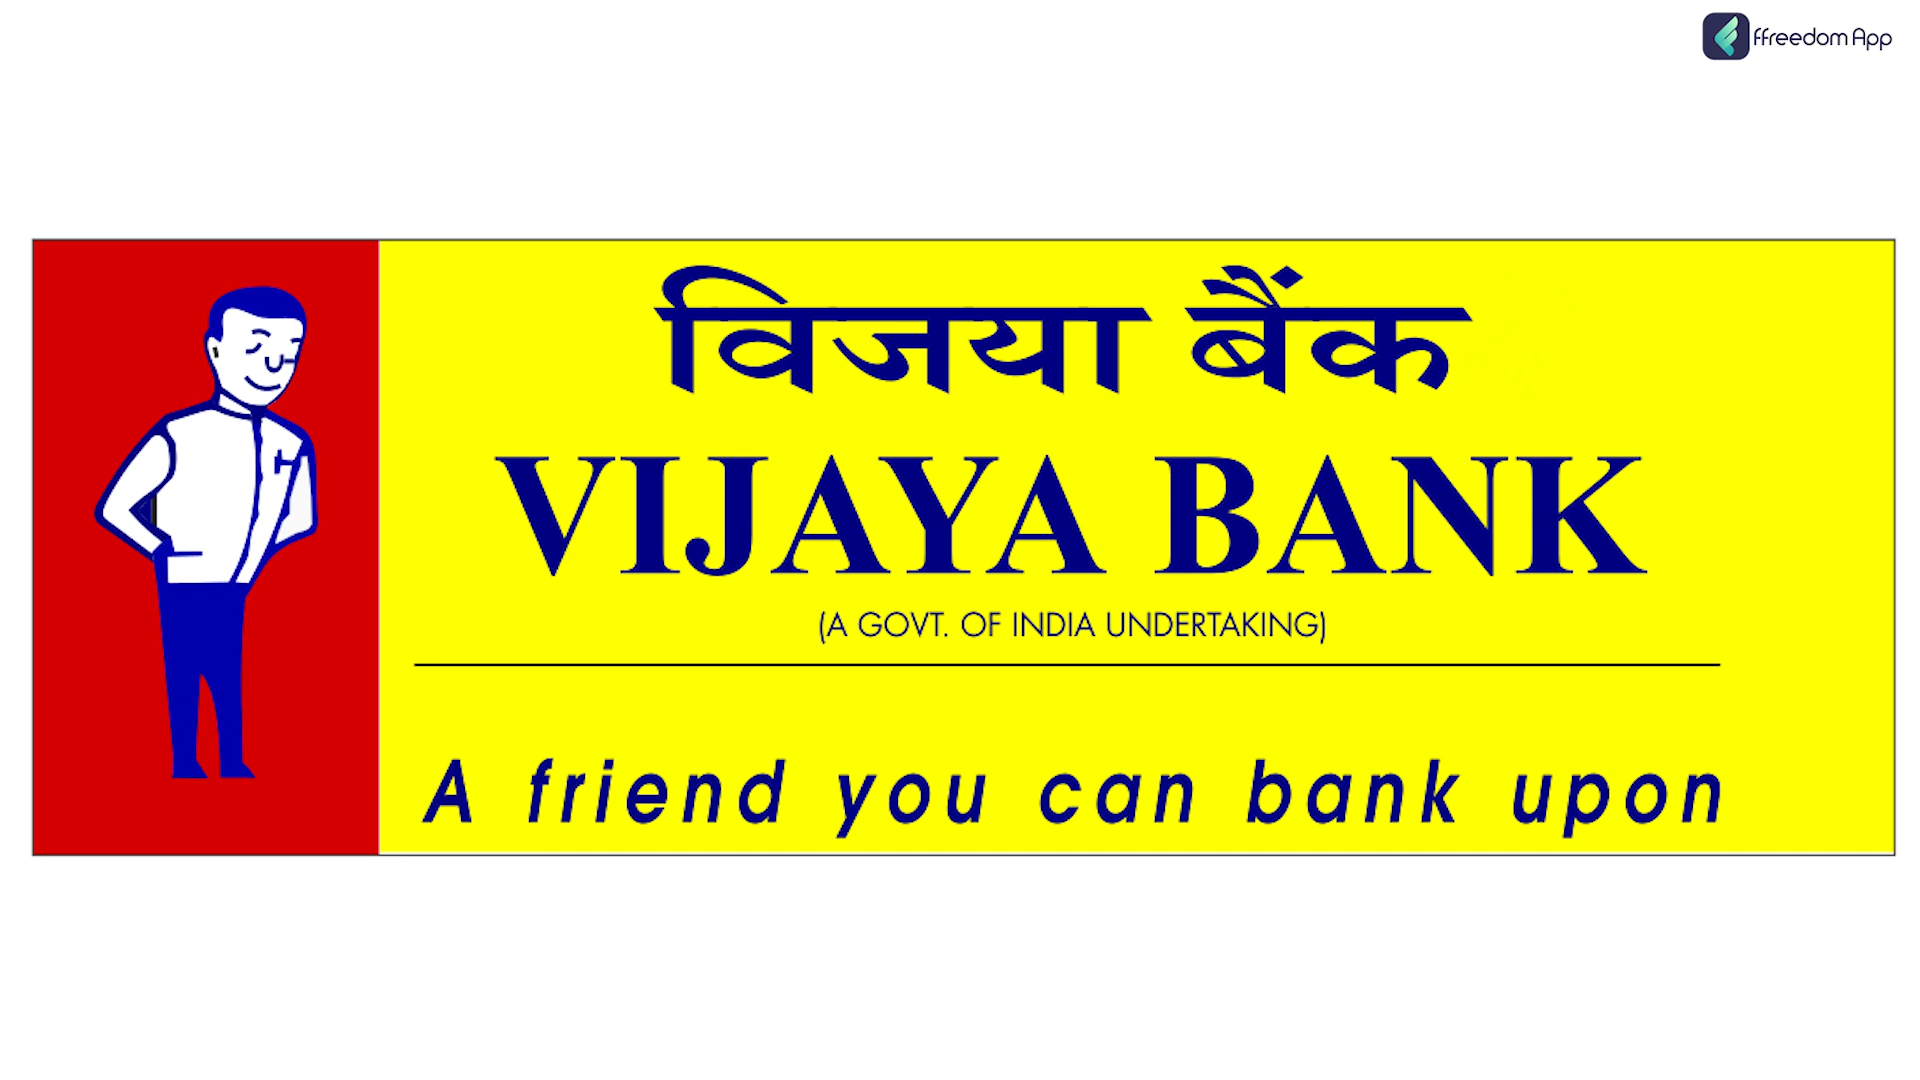 ffreedom App
विजया बैंक
VIJAYA BANK
(A GOVT. OF INDIA UNDERTAKING)
A friend you can bank upon